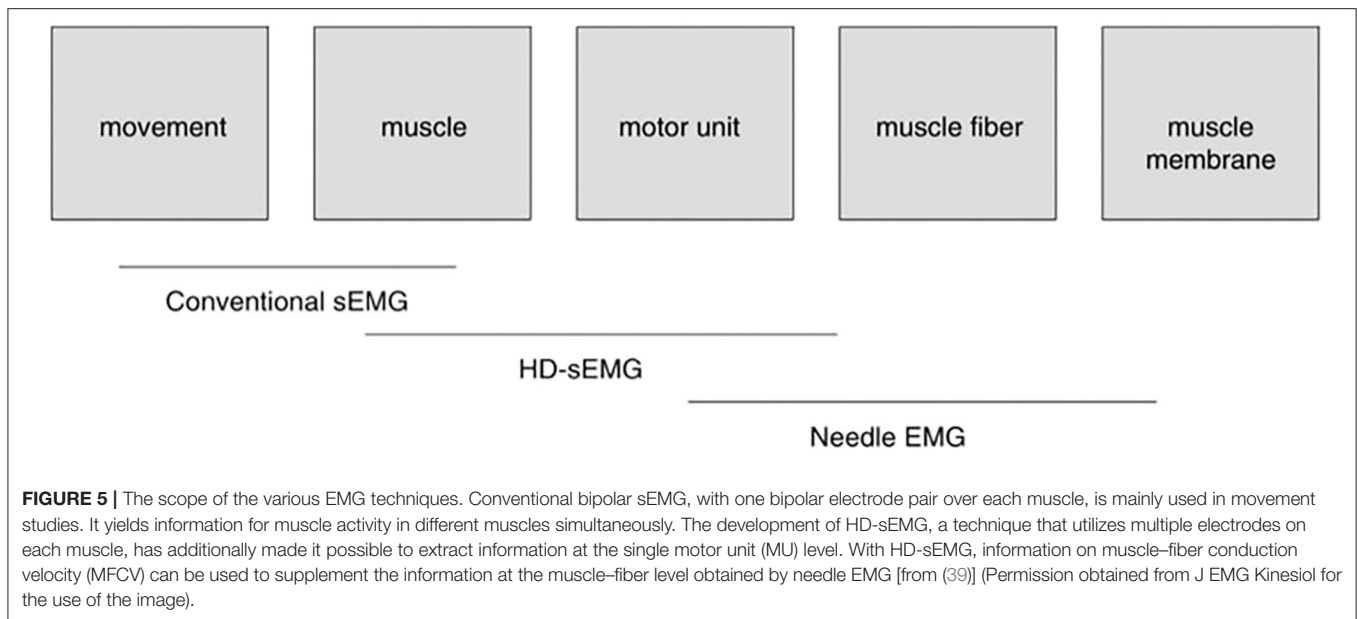 movement
muscle
motor unit
muscle fiber
muscle
membrane
Conventional sEMG
HD-sEMG
Needle EMG
FIGURE 5 | The scope of the various EMG techniques. Conventional bipolar sEMG, with one bipolar electrode pair over each muscle, is mainly used in movement
studies. It yields information for muscle activity in different muscles simultaneously. The development of HD-sEMG, a technique that utilizes multiple electrodes on
each muscle, has additionally made it possible to extract information at the single motor unit (MU) level. With HD-sEMG, information on muscle–fiber conduction
velocity (MFCV) can be used to supplement the information at the muscle–fiber level obtained by needle EMG [from (39)] (Permission obtained from J EMG Kinesiol for
the use of the image).